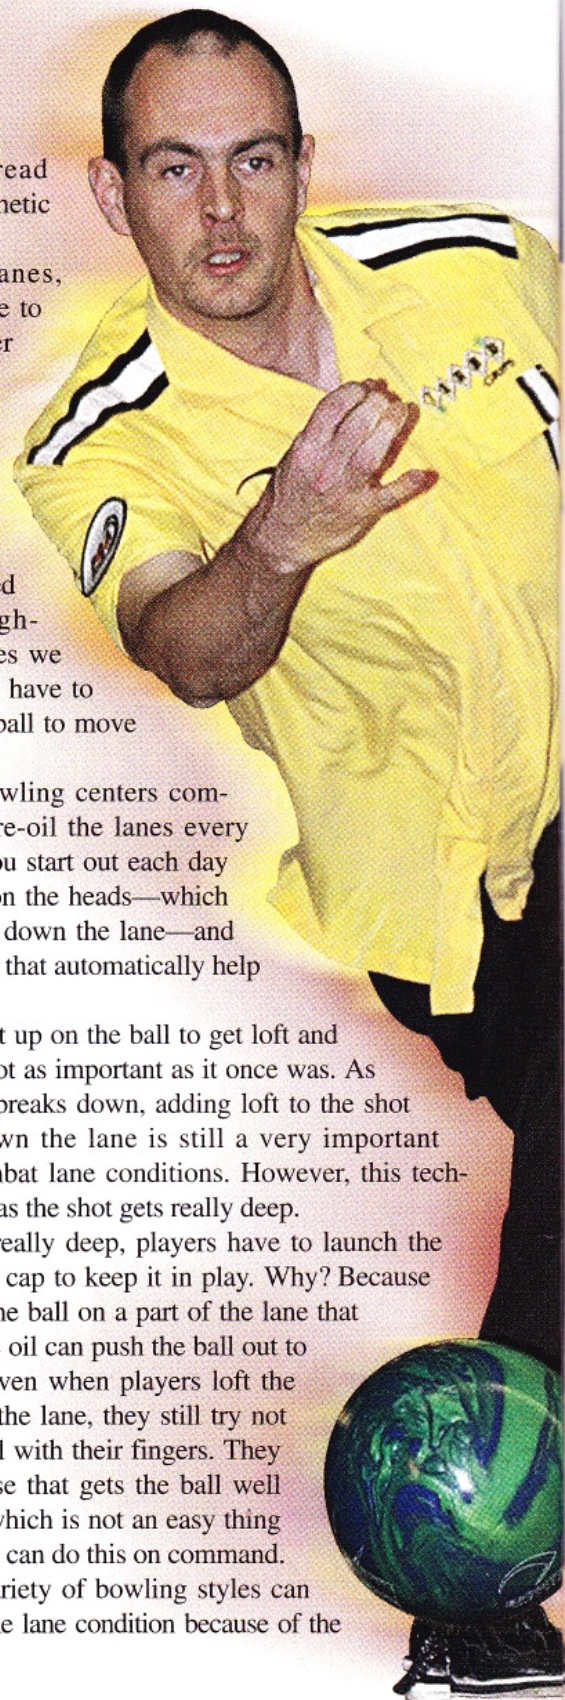 read
netic
anes,
e to
er
ed
gh-
es we
have to
ball to move
wling centers com-
re-oil the lanes every
ou start out each day
on the heads—which
down the lane—and
that automatically help
t up on the ball to get loft and
ot as important as it once was. As
breaks down, adding loft to the shot
wn the lane is still a very important
nbat lane conditions. However, this tech-
as the shot gets really deep.
really deep, players have to launch the
cap to keep it in play. Why? Because
he ball on a part of the lane that
oil can push the ball out to
ven when players loft the
the lane, they still try not
l with their fingers. They
se that gets the ball well
which is not an easy thing
can do this on command.
riety of bowling styles can
e lane condition because of the